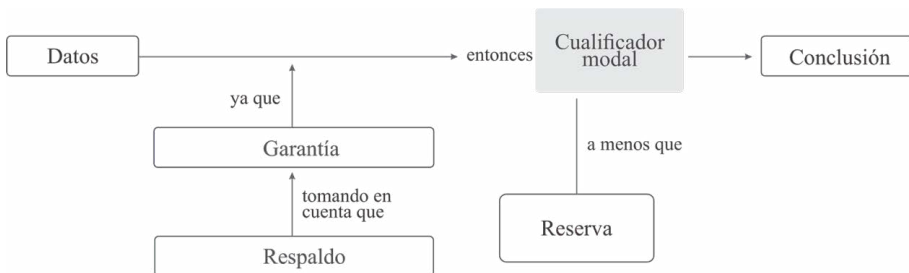 Datos
entonces
Cualificador
modal
Conclusión
ya que
Garantía
a menos que
tomando en
cuenta que
Reserva
Respaldo